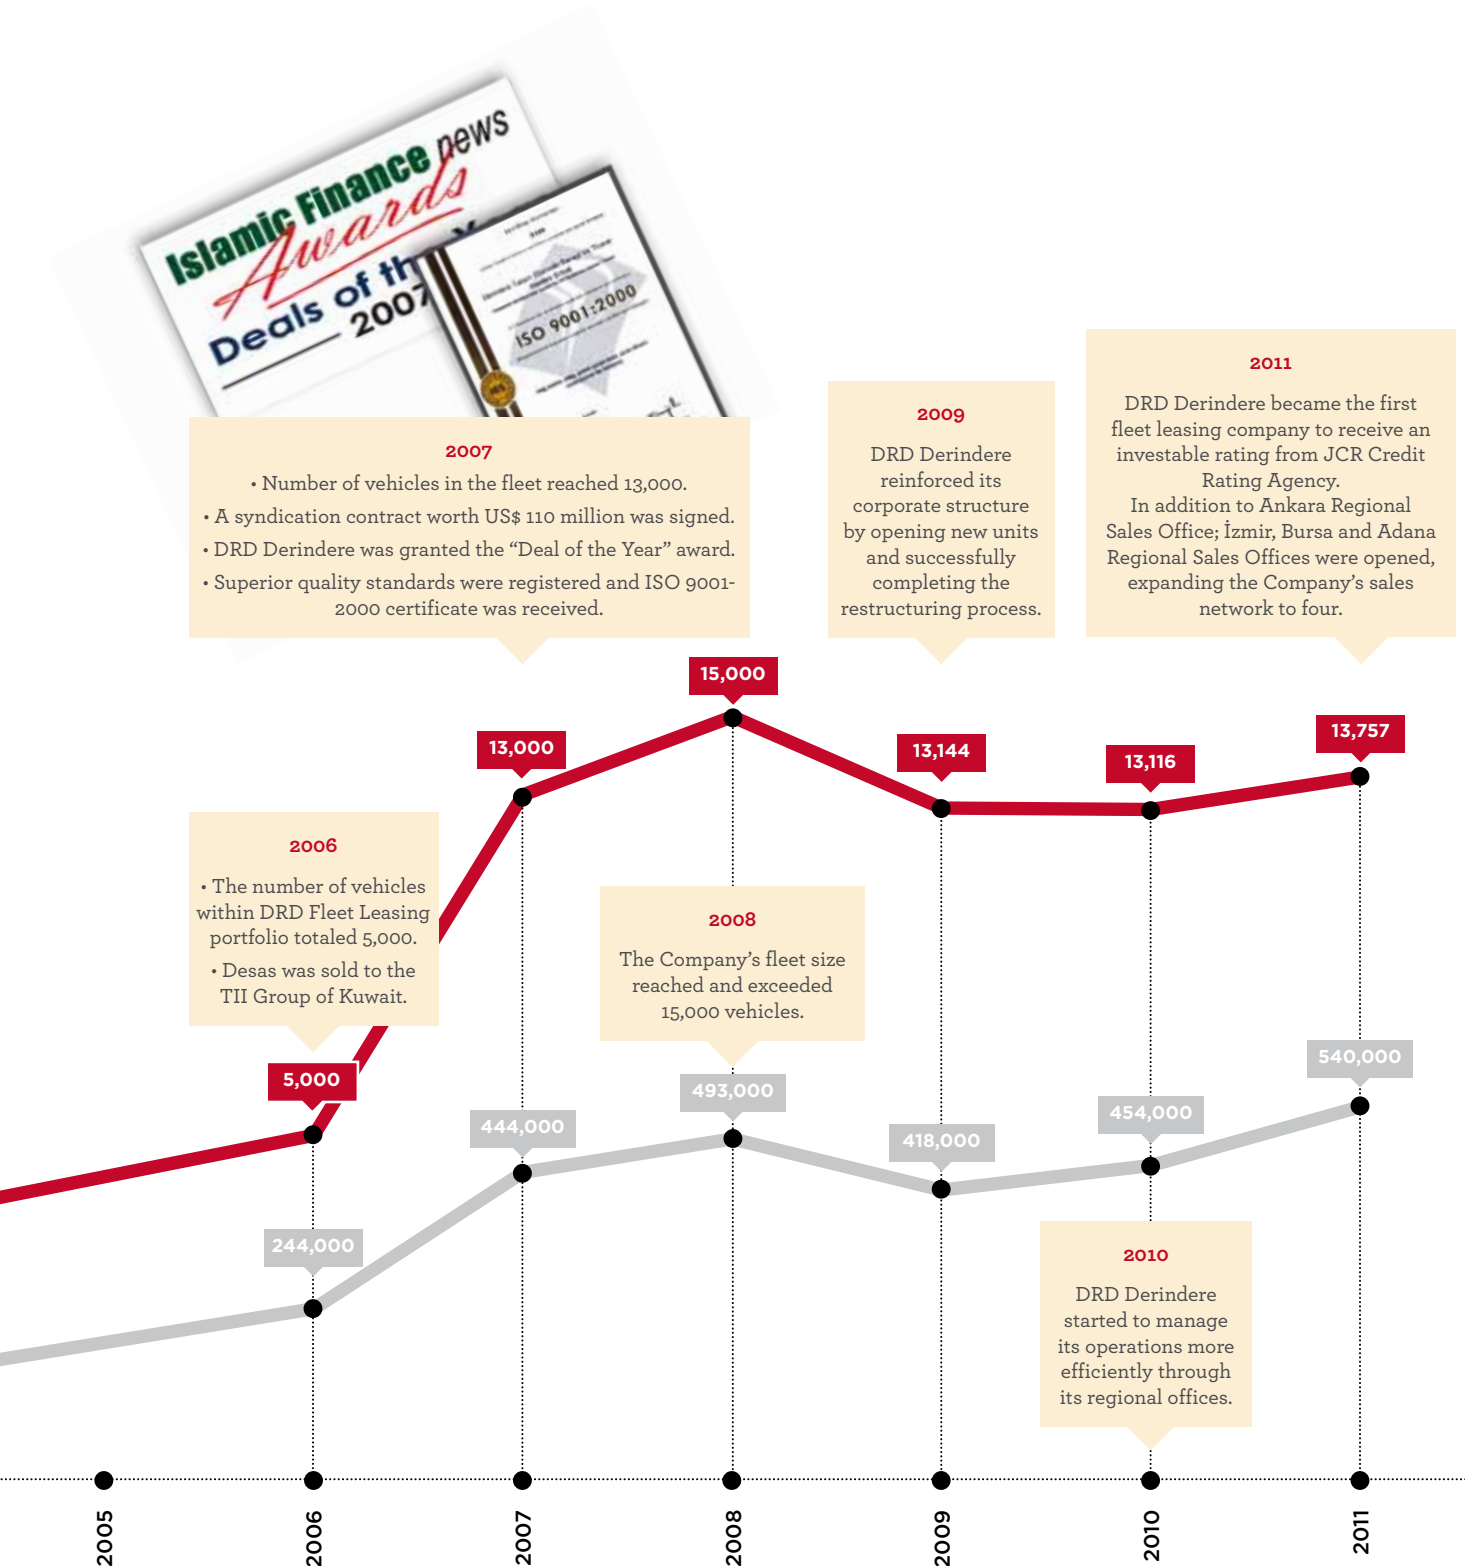 Islamic Finance news
Awards
Deals of the
2007
ISO 9001:2000
2007
• Number of vehicles in the fleet reached 13,000.
• A syndication contract worth US$ 110 million was signed.
• DRD Derindere was granted the “Deal of the Year” award.
• Superior quality standards were registered and ISO 9001-
2000 certificate was received.
2009
DRD Derindere
reinforced its
corporate structure
by opening new units
and successfully
completing the
restructuring process.
2011
DRD Derindere became the first
fleet leasing company to receive an
investable rating from JCR Credit
Rating Agency.
In addition to Ankara Regional
Sales Office; İzmir, Bursa and Adana
Regional Sales Offices were opened,
expanding the Company’s sales
network to four.
15,000
13,000
13,144
13,116
13,757
2006
• The number of vehicles
within DRD Fleet Leasing
portfolio totaled 5,000.
• Desas was sold to the
TII Group of Kuwait.
2008
The Company’s fleet size
reached and exceeded
15,000 vehicles.
5,000
244,000
444,000
493,000
418,000
454,000
540,000
2010
DRD Derindere
started to manage
its operations more
efficiently through
its regional offices.
2005
2006
2007
2008
2009
2010
2011